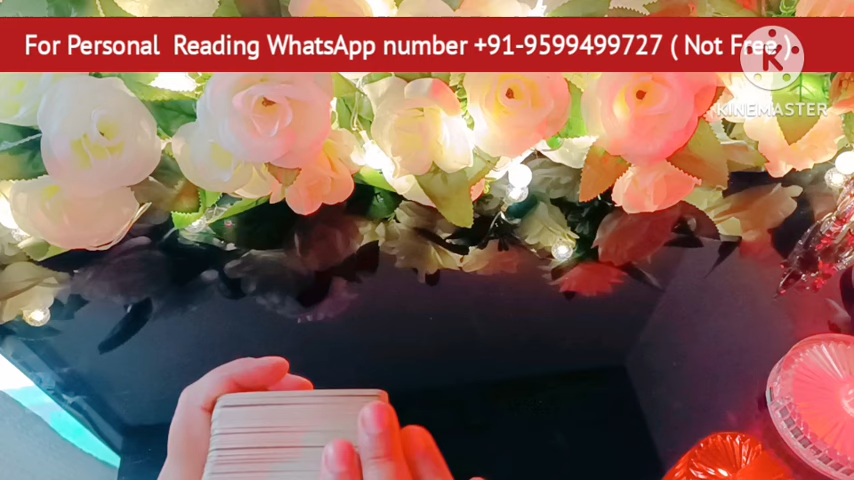 For Personal Reading WhatsApp number +91-9599499727 ( Not Free )
KINEMASTER